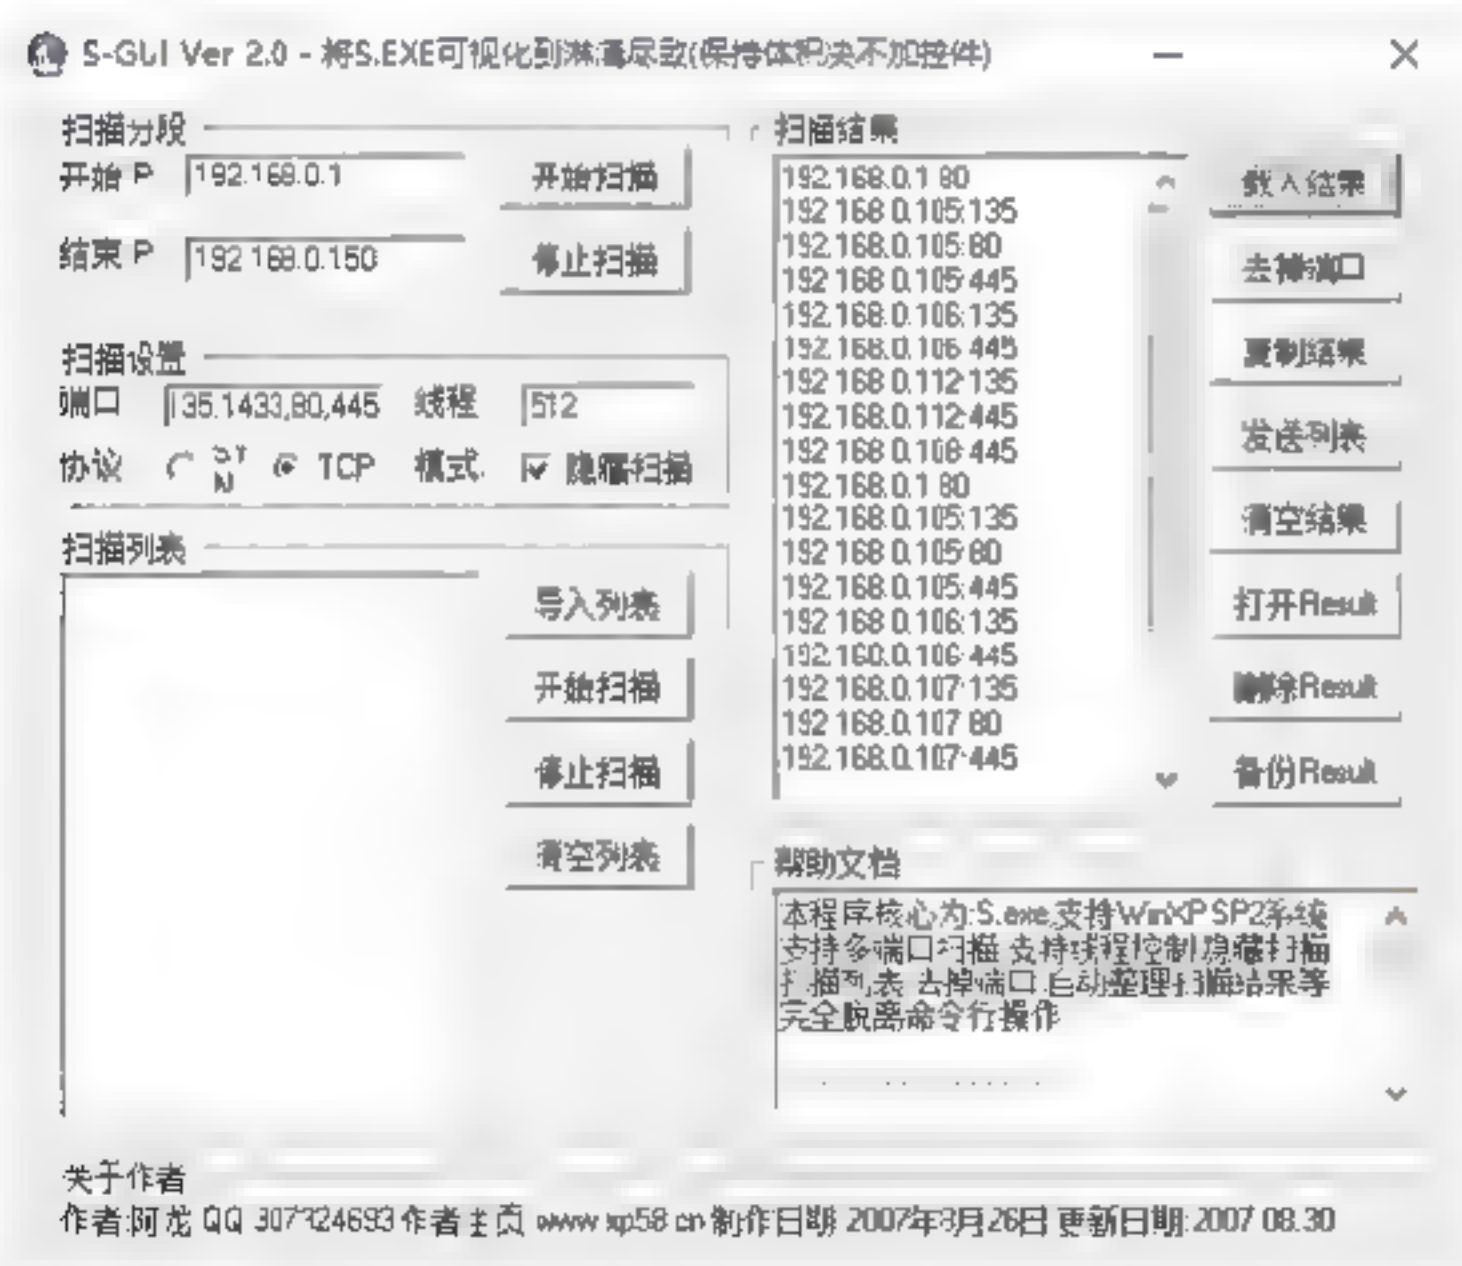 S-GUI Ver 2.0 - 将S.EXE可视化到淋漓尽致(保持体积决不加控件)
扫描分段
开始IP 192.168.0.1 开始扫描
结束IP 192.168.0.150 停止扫描
扫描设置
端口 135.1433,80,445 线程 512
协议 SYN TCP 模式: 隐藏扫描
扫描列表
导入列表
开始扫描
停止扫描
清空列表
扫描结果
192.168.0.1:80
192.168.0.105:135
192.168.0.105:80
192.168.0.105:445
192.168.0.106:135
192.168.0.106:445
192.168.0.112:135
192.168.0.112:445
192.168.0.108:445
192.168.0.1:80
192.168.0.105:135
192.168.0.105:80
192.168.0.105:445
192.168.0.106:135
192.168.0.106:445
192.168.0.107:135
192.168.0.107:80
192.168.0.107:445
载入结果
去掉端口
复制结果
发送列表
清空结果
打开Result
删除Result
备份Result
帮助文档
本程序核心为:S.exe,支持WinXP SP2系统
支持多端口扫描 支持线程控制 隐藏扫描
扫描列表 去掉端口 自动整理扫描结果等
完全脱离命令行操作
关于作者
作者:阿龙 QQ 307324693 作者主页 www.xp58.cn 制作日期 2007年8月26日 更新日期:2007.08.30